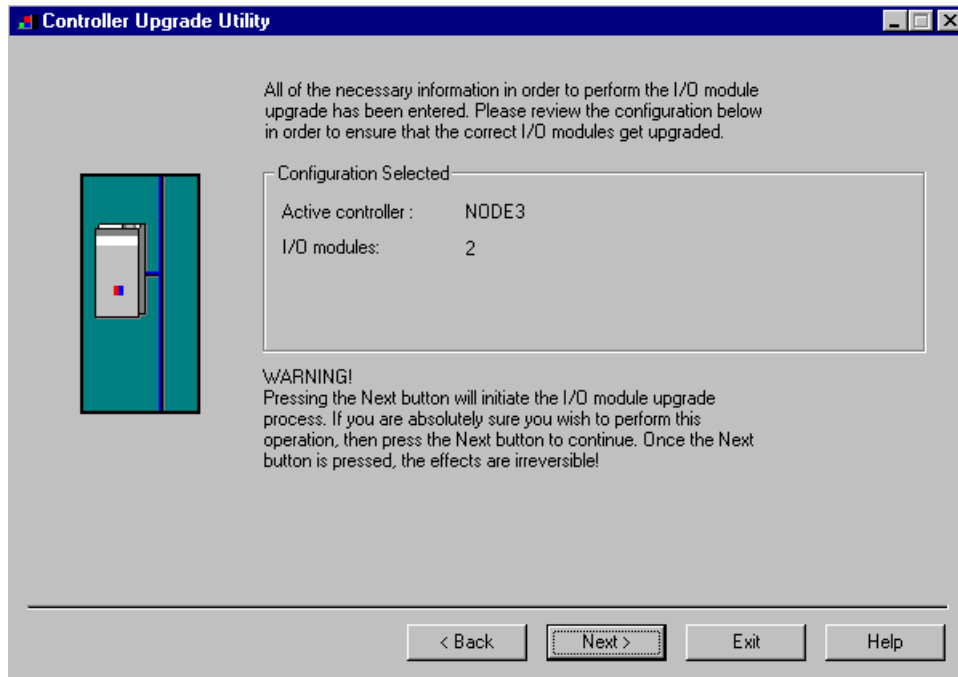 Controller Upgrade Utility
All of the necessary information in order to perform the I/O module
upgrade has been entered. Please review the configuration below
in order to ensure that the correct I/O modules get upgraded.
Configuration Selected
Active controller : NODE3
I/O modules: 2
WARNING!
Pressing the Next button will initiate the I/O module upgrade
process. If you are absolutely sure you wish to perform this
operation, then press the Next button to continue. Once the Next
button is pressed, the effects are irreversible!
< Back Next > Exit Help